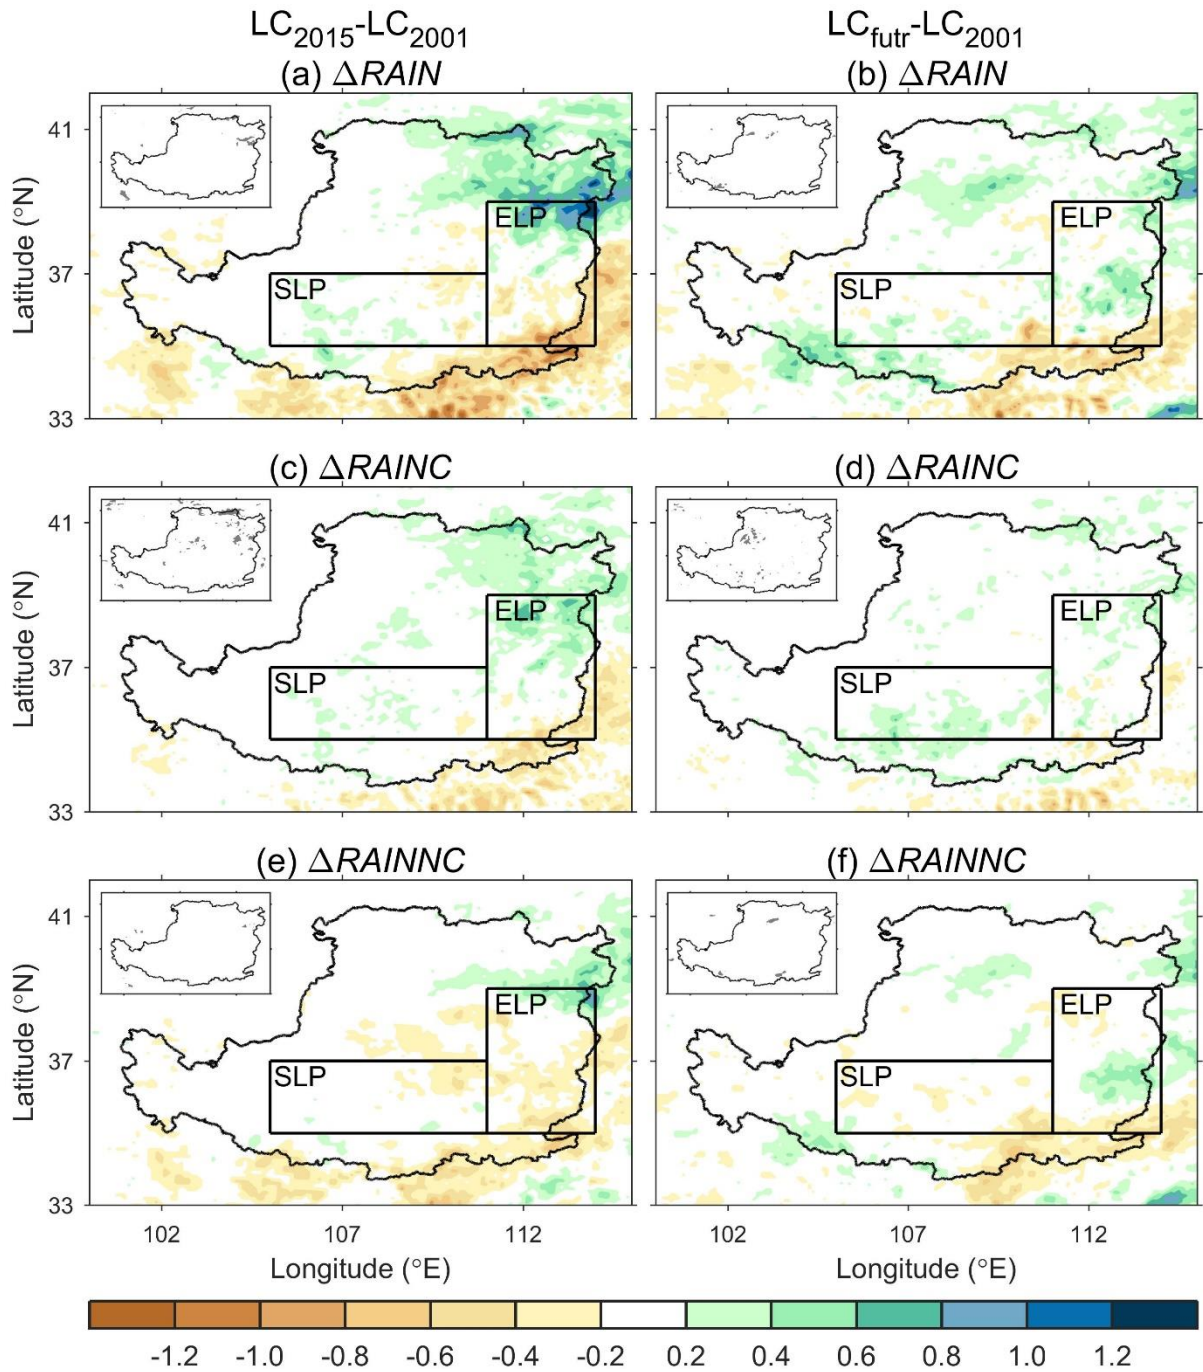 LC2015-LC2001
LCfutr-LC2001
(a) ΔRAIN
(b) ΔRAIN
41
37
33
Latitude (°N)
ELP
SLP
ELP
SLP
(c) ΔRAINC
(d) ΔRAINC
41
37
33
Latitude (°N)
ELP
SLP
ELP
SLP
(e) ΔRAINNC
(f) ΔRAINNC
41
37
33
Latitude (°N)
ELP
SLP
ELP
SLP
102 107 112
102 107 112
Longitude (°E)
Longitude (°E)
-1.2 -1.0 -0.8 -0.6 -0.4 -0.2 0.2 0.4 0.6 0.8 1.0 1.2